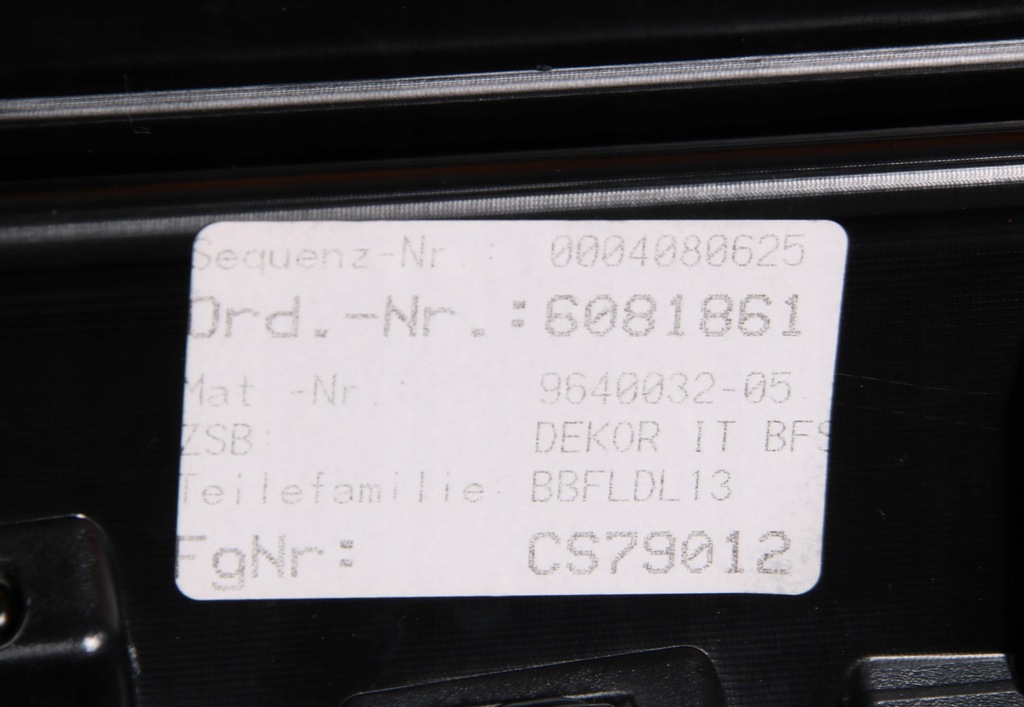 Sequenz-Nr.: 0004080625
Ord.-Nr.: 6081861
Mat -Nr. : 9640032-05
ZSB: DEKOR IT BFS
Teilefamilie: BBFLDL13
FgNr: CS79012